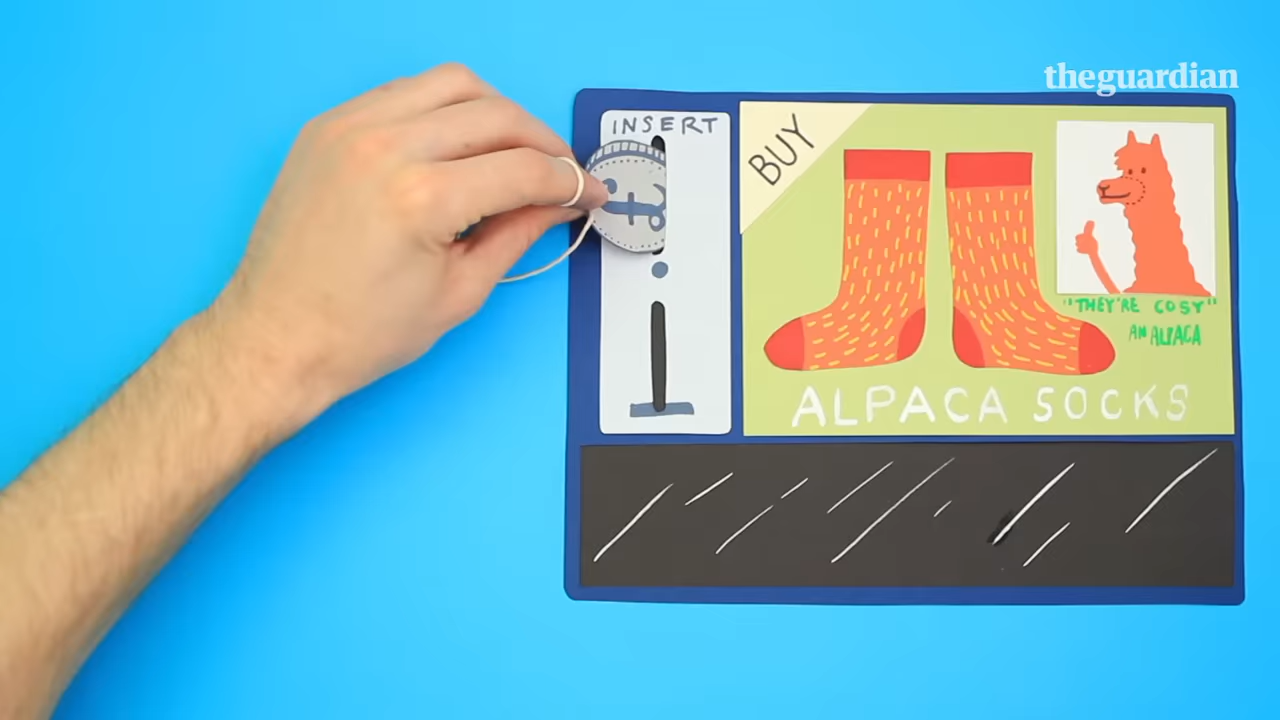 theguardian
INSERT
BUY
"THEY'RE COSY"
AN ALPACA
ALPACA SOCKS